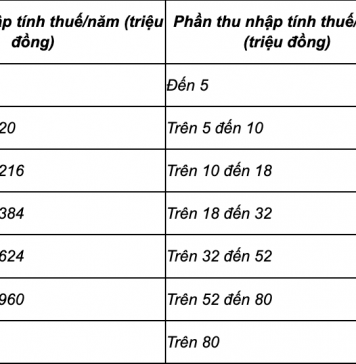 ập tính thuế/năm (triệu
đồng)
Phần thu nhập tính thuế/
(triệu đồng)
Đến 5
20
Trên 5 đến 10
216
Trên 10 đến 18
384
Trên 18 đến 32
624
Trên 32 đến 52
960
Trên 52 đến 80
Trên 80